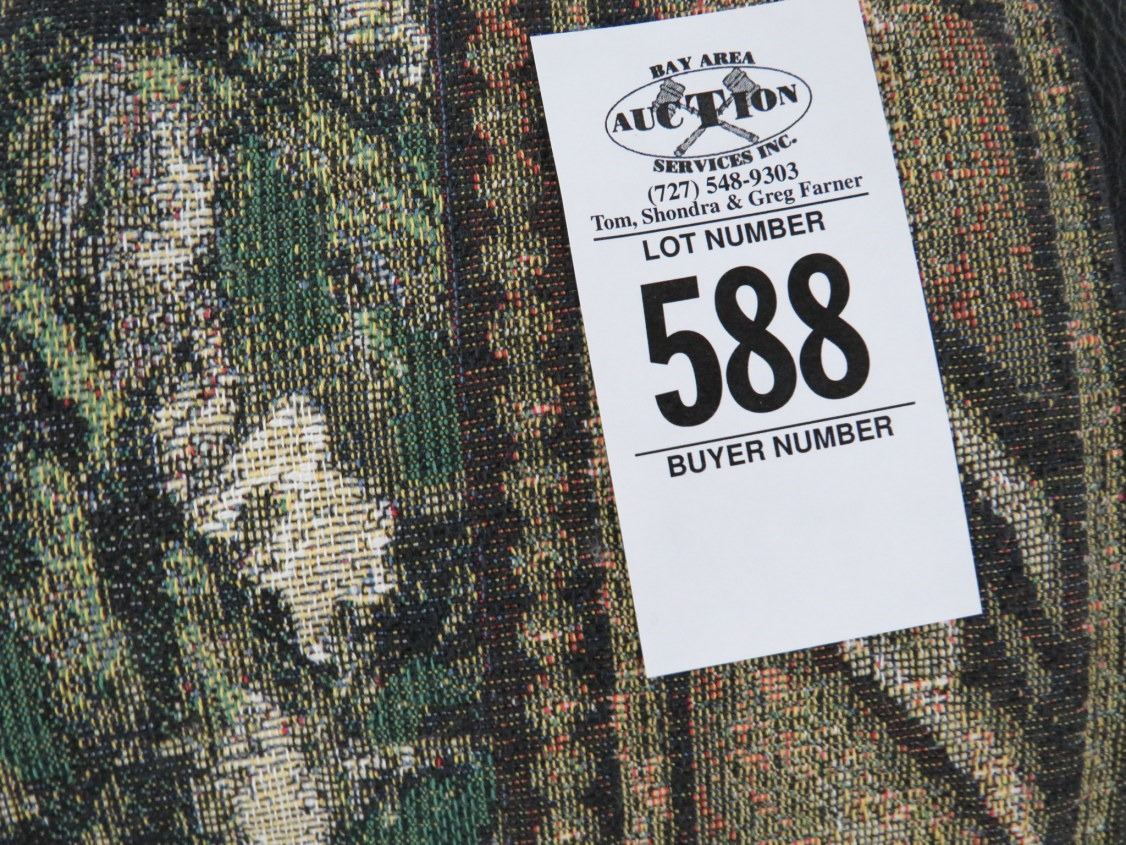 BAY AREA
AUCTION
SERVICES INC.
(727) 548-9303
Tom, Shondra & Greg Farner
LOT NUMBER
588
BUYER NUMBER